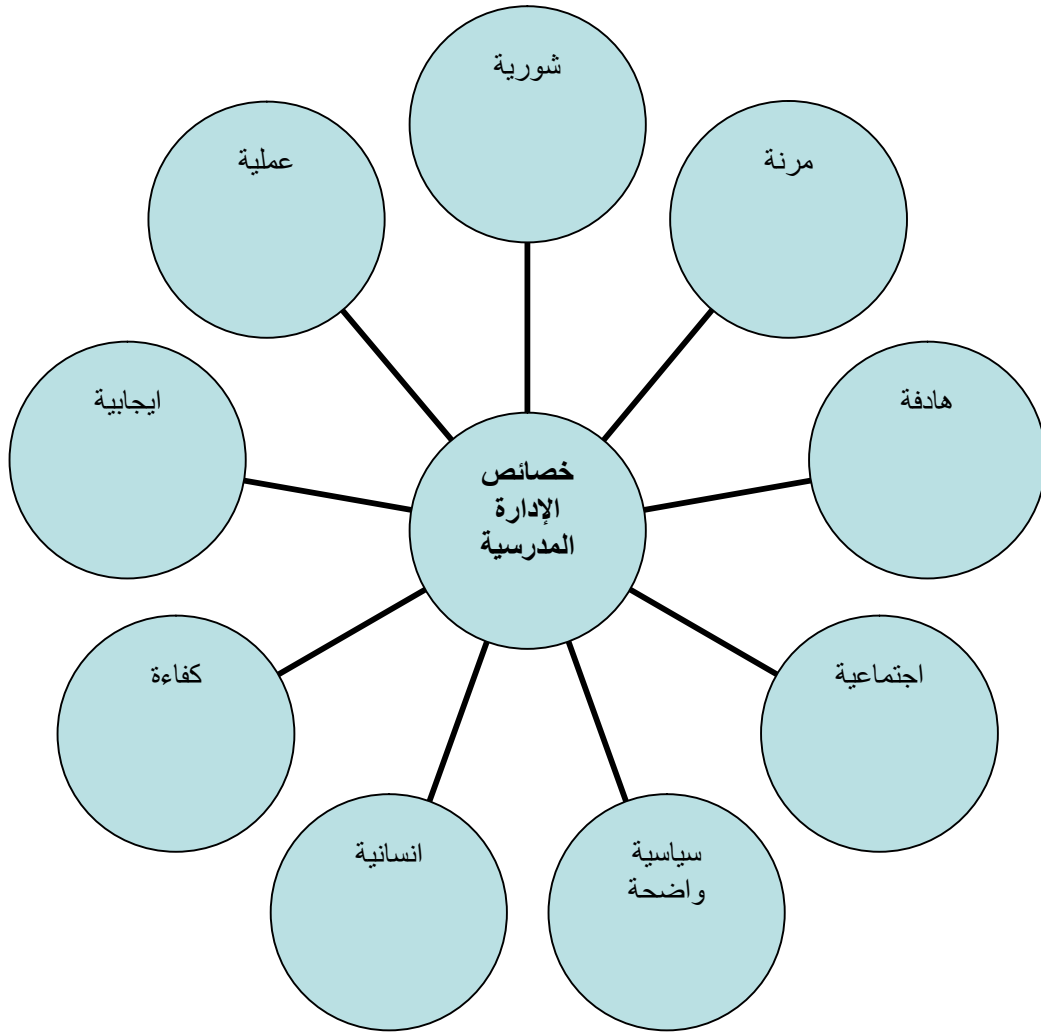 شورية
مرنة
عملية
هادفة
ايجابية
خصائص
الإدارة
المدرسية
اجتماعية
كفاءة
سياسية
واضحة
انسانية